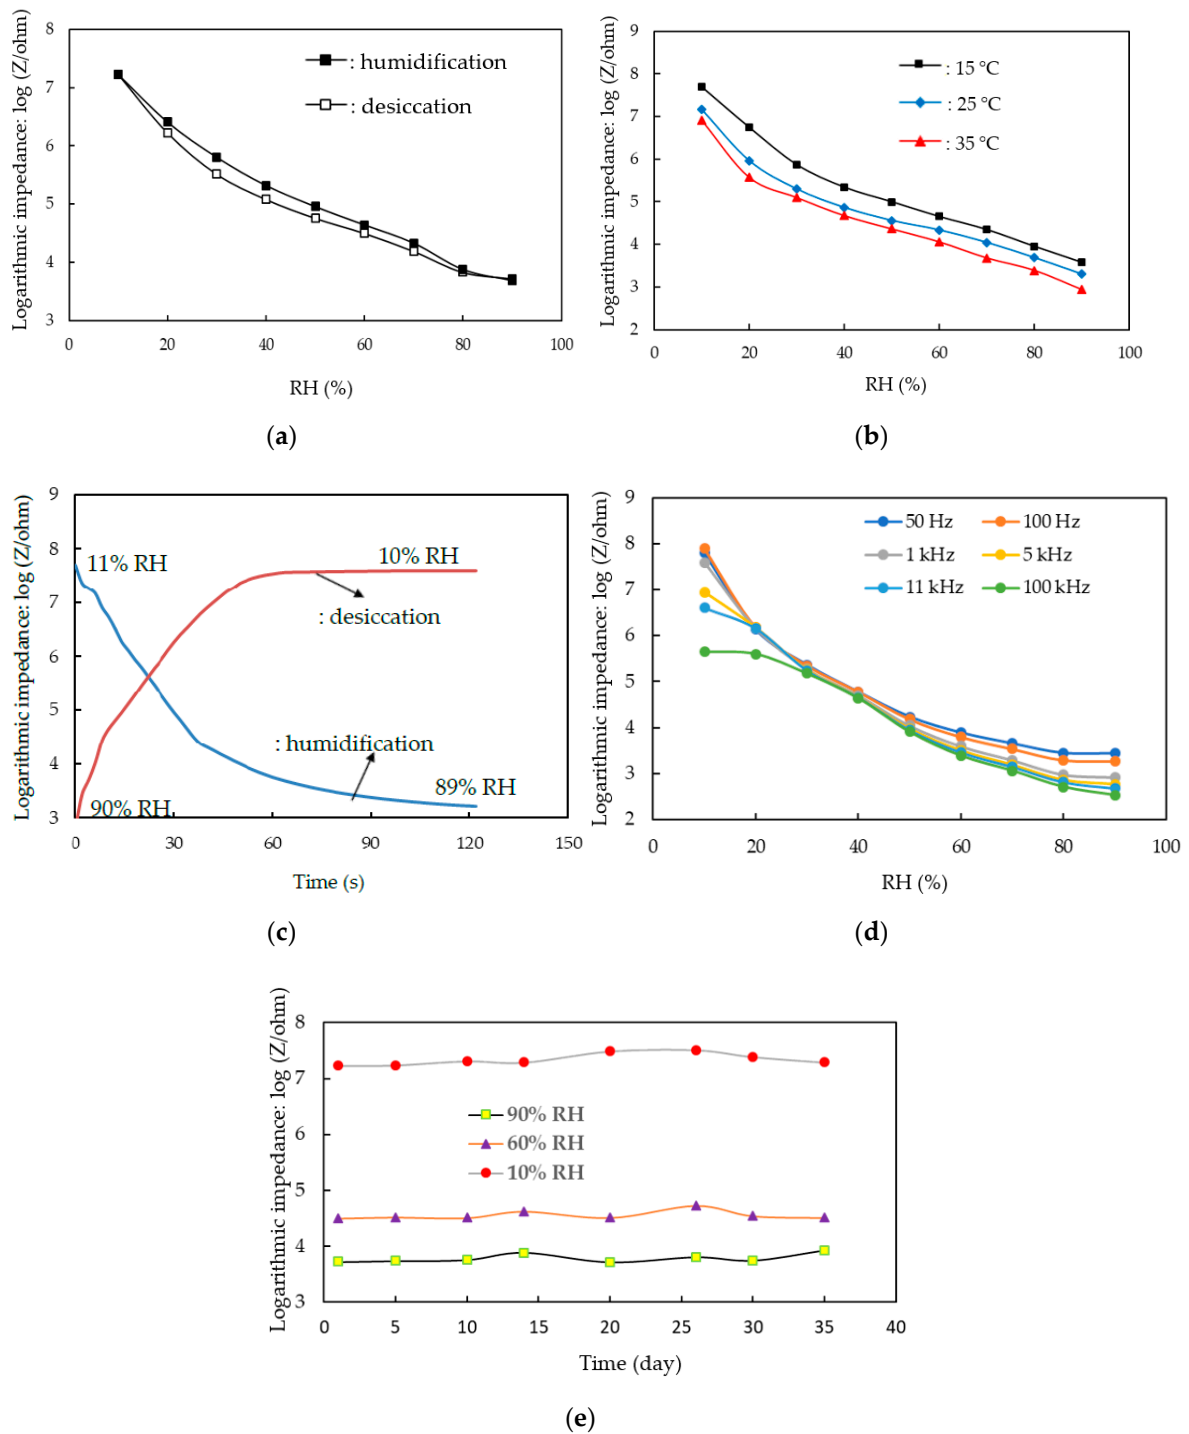 Logarithmic impedance: log (Z/ohm)
8
7
6
5
4
3
0
20
40
60
80
100
RH (%)
: humidification
: desiccation
(a)
Logarithmic impedance: log (Z/ohm)
9
8
7
6
5
4
3
2
0
20
40
60
80
100
RH (%)
: 15 °C
: 25 °C
: 35 °C
(b)
Logarithmic impedance: log (Z/ohm)
9
8
7
6
5
4
3
0
30
60
90
120
150
Time (s)
11% RH
10% RH
: desiccation
: humidification
89% RH
90% RH
(c)
Logarithmic impedance: log (Z/ohm)
9
8
7
6
5
4
3
2
0
20
40
60
80
100
RH (%)
50 Hz
100 Hz
1 kHz
5 kHz
11 kHz
100 kHz
(d)
Logarithmic impedance: log (Z/ohm)
8
7
6
5
4
3
0
5
10
15
20
25
30
35
40
Time (day)
90% RH
60% RH
10% RH
(e)